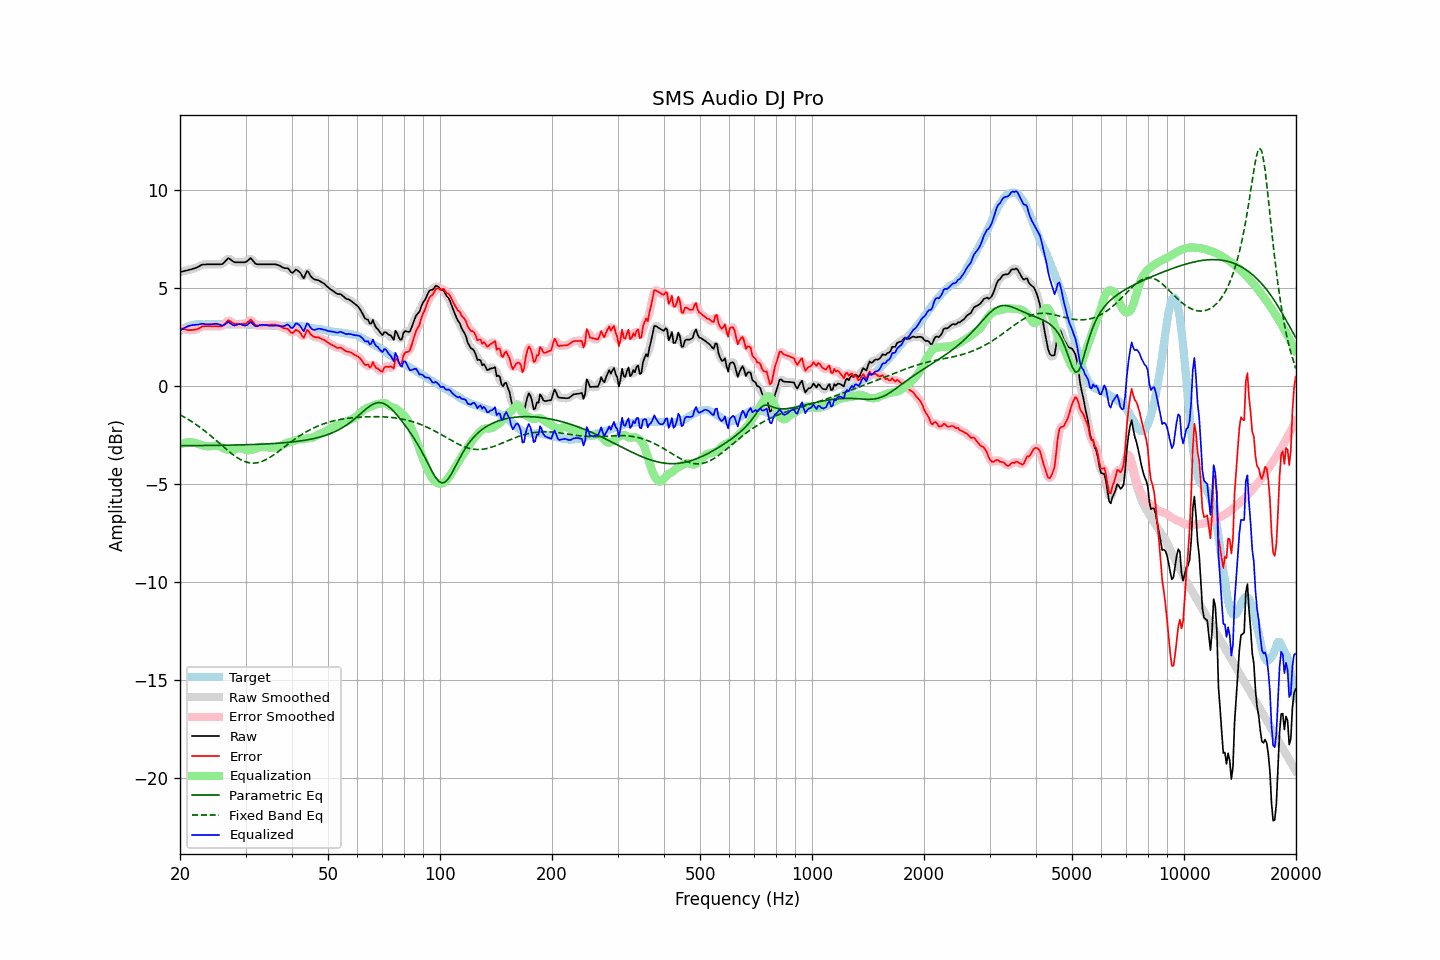 SMS Audio DJ Pro
Amplitude (dBr)
10
5
0
−5
−10
−15
−20
Target
Raw Smoothed
Error Smoothed
Raw
Error
Equalization
Parametric Eq
Fixed Band Eq
Equalized
20 50 100 200 500 1000 2000 5000 10000 20000
Frequency (Hz)